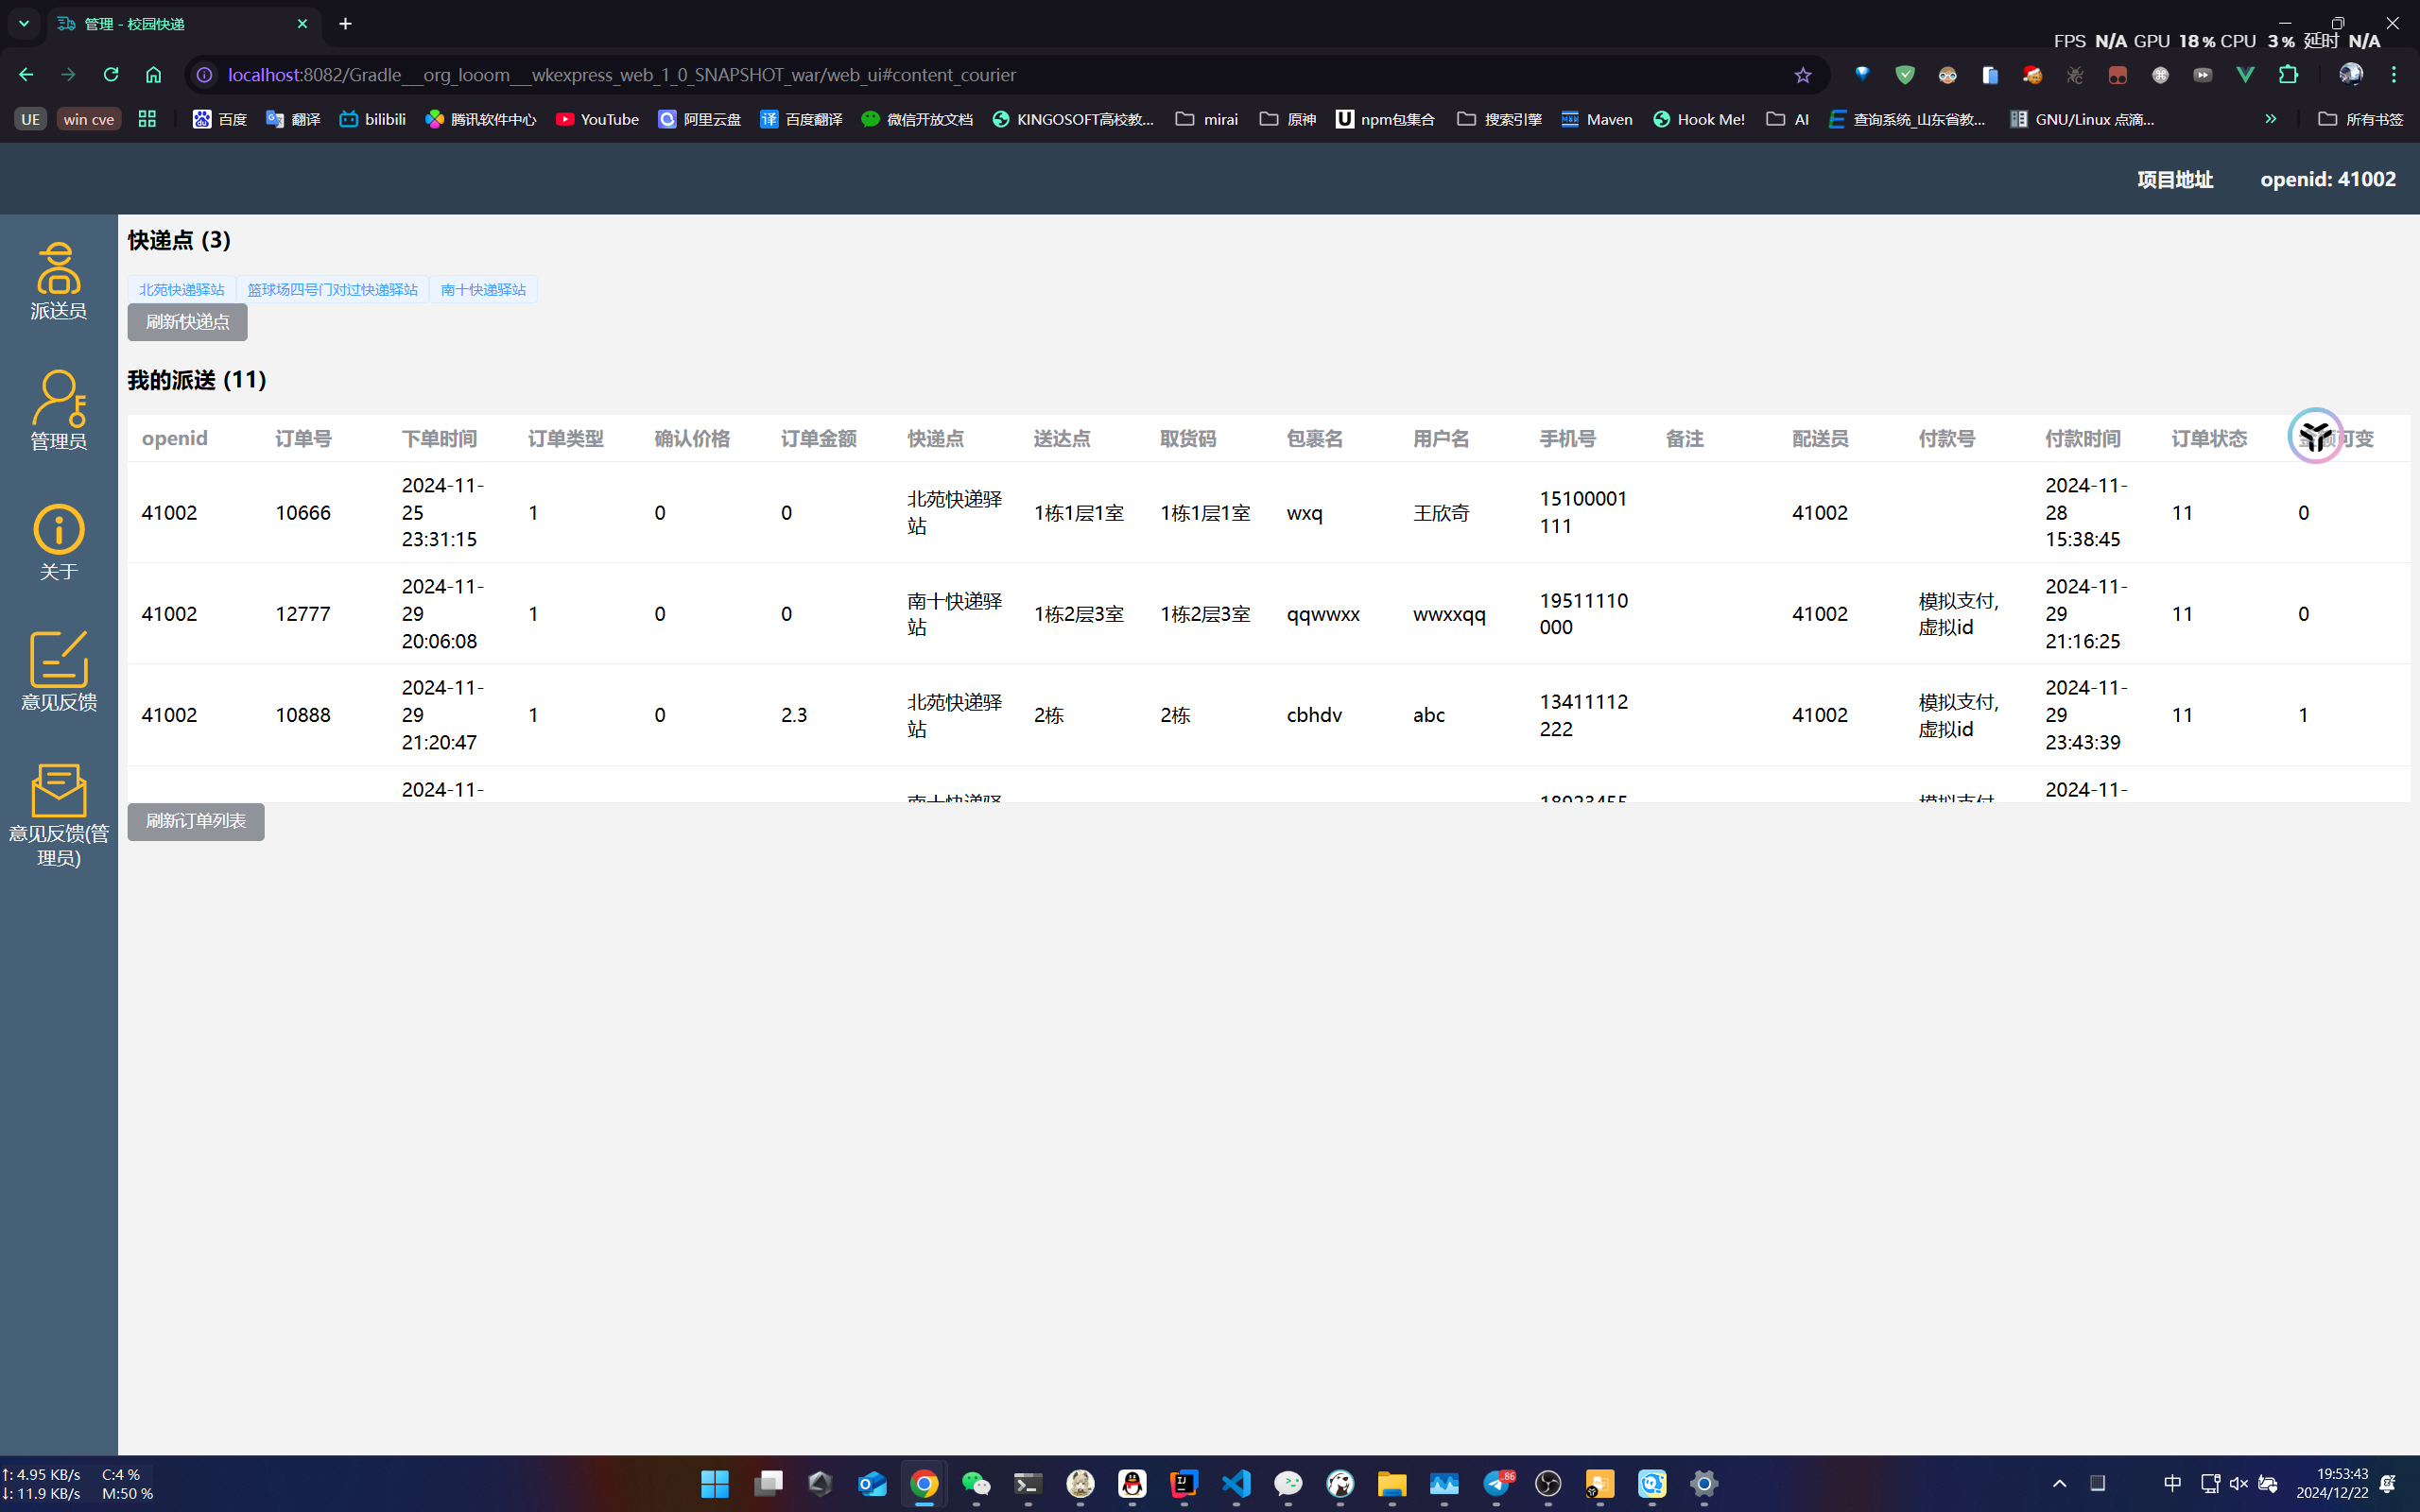 管理 - 校园快递
FPS N/A GPU 18 % CPU 3 % 延时 N/A
localhost:8082/Gradle___org_looom___wkexpress_web_1_0_SNAPSHOT_war/web_ui#content_courier
UE win cve 百度 翻译 bilibili 腾讯软件中心 YouTube 阿里云盘 百度翻译 微信开放文档 KINGOSOFT高校教... mirai 原神 npm包集合 搜索引擎 Maven Hook Me! AI 查询系统_山东省教... GNU/Linux 点滴... 所有书签
项目地址 openid: 41002
派送员
管理员
关于
意见反馈
意见反馈(管
理员)
快递点 (3)
北苑快递驿站 篮球场四号门对过快递驿站 南十快递驿站
刷新快递点
我的派送 (11)
openid 订单号 下单时间 订单类型 确认价格 订单金额 快递点 送达点 取货码 包裹名 用户名 手机号 备注 配送员 付款号 付款时间 订单状态 可变
41002 10666 2024-11-25 23:31:15 1 0 0 北苑快递驿站 1栋1层1室 1栋1层1室 wxq 王欣奇 15100001111 41002 2024-11-28 15:38:45 11 0
41002 12777 2024-11-29 20:06:08 1 0 0 南十快递驿站 1栋2层3室 1栋2层3室 qqwwxx wwxxqq 19511110000 41002 模拟支付,虚拟id 2024-11-29 21:16:25 11 0
41002 10888 2024-11-29 21:20:47 1 0 2.3 北苑快递驿站 2栋 2栋 cbhdv abc 13411112222 41002 模拟支付,虚拟id 2024-11-29 23:43:39 11 1
2024-11- 2024-11-
刷新订单列表
↑: 4.95 KB/s C:4 %
↓: 11.9 KB/s M:50 %
..86
中
19:53:43
2024/12/22